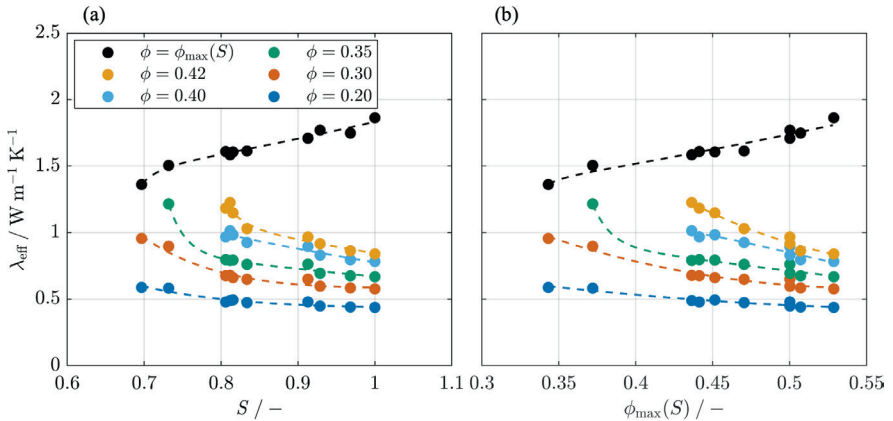 (a)
(b)
λeff / W m−1 K−1
2.5
2
1.5
1
0.5
0
ϕ = ϕmax(S)
ϕ = 0.42
ϕ = 0.40
ϕ = 0.35
ϕ = 0.30
ϕ = 0.20
0.6
0.7
0.8
0.9
1
1.1
S / −
0.3
0.35
0.4
0.45
0.5
0.55
ϕmax(S) / −